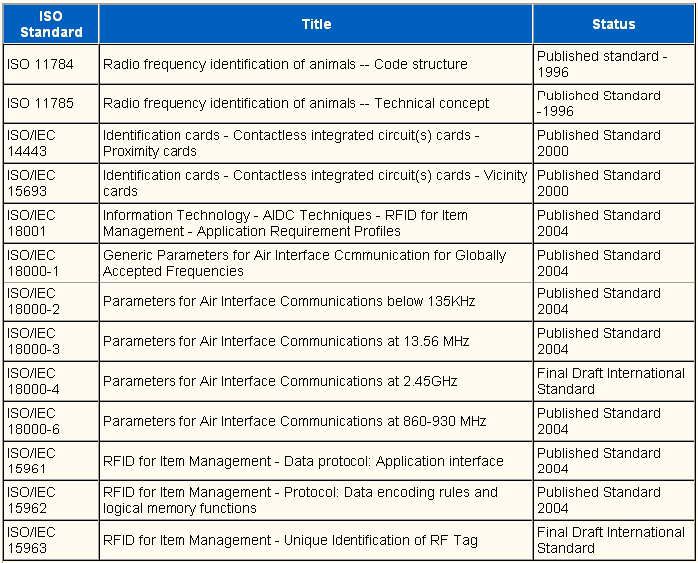 ISO
Standard
Title
Status
ISO 11784
Radio frequency identification of animals -- Code structure
Published standard -
1996
ISO 11785
Radio frequency identification of animals -- Technical concept
Published Standard
-1996
ISO/IEC
14443
Identification cards - Contactless integrated circuit(s) cards -
Proximity cards
Published Standard
2000
ISO/IEC
15693
Identification cards - Contactless integrated circuit(s) cards - Vicinity
cards
Published Standard
2000
ISO/IEC
18001
Information Technology - AIDC Techniques - RFID for Item
Management - Application Requirement Profiles
Published Standard
2004
ISO/IEC
18000-1
Generic Parameters for Air Interface Communication for Globally
Accepted Frequencies
Published Standard
2004
ISO/IEC
18000-2
Parameters for Air Interface Communications below 135KHz
Published Standard
2004
ISO/IEC
18000-3
Parameters for Air Interface Communications at 13.56 MHz
Published Standard
2004
ISO/IEC
18000-4
Parameters for Air Interface Communications at 2.45GHz
Final Draft International
Standard
ISO/IEC
18000-6
Parameters for Air Interface Communications at 860-930 MHz
Published Standard
2004
ISO/IEC
15961
RFID for Item Management - Data protocol: Application interface
Published Standard
2004
ISO/IEC
15962
RFID for Item Management - Protocol: Data encoding rules and
logical memory functions
Published Standard
2004
ISO/IEC
15963
RFID for Item Management - Unique Identification of RF Tag
Final Draft International
Standard